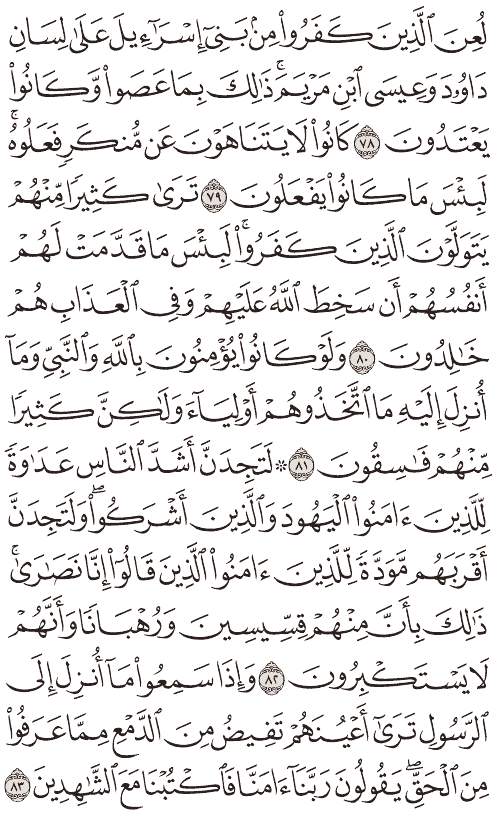 لُعِنَ ٱلَّذِينَ كَفَرُوا۟ مِنۢ بَنِىٓ إِسْرَٰٓءِيلَ عَلَىٰ لِسَانِ
دَاوُۥدَ وَعِيسَى ٱبْنِ مَرْيَمَ ۚ ذَٰلِكَ بِمَا عَصَوا۟ وَّكَانُوا۟
يَعْتَدُونَ ٧٨ كَانُوا۟ لَا يَتَنَاهَوْنَ عَن مُّنكَرٍ فَعَلُوهُ ۚ
لَبِئْسَ مَا كَانُوا۟ يَفْعَلُونَ ٧٩ تَرَىٰ كَثِيرًا مِّنْهُمْ
يَتَوَلَّوْنَ ٱلَّذِينَ كَفَرُوا۟ ۚ لَبِئْسَ مَا قَدَّمَتْ لَهُمْ
أَنفُسُهُمْ أَن سَخِطَ ٱللَّهُ عَلَيْهِمْ وَفِى ٱلْعَذَابِ هُمْ
خَٰلِدُونَ ٨٠ وَلَوْ كَانُوا۟ يُؤْمِنُونَ بِٱللَّهِ وَٱلنَّبِىِّ وَمَآ
أُنزِلَ إِلَيْهِ مَا ٱتَّخَذُوهُمْ أَوْلِيَآءَ وَلَٰكِنَّ كَثِيرًا
مِّنْهُمْ فَٰسِقُونَ ٨١ ۞ لَتَجِدَنَّ أَشَدَّ ٱلنَّاسِ عَدَٰوَةً
لِّلَّذِينَ ءَامَنُوا۟ ٱلْيَهُودَ وَٱلَّذِينَ أَشْرَكُوا۟ ۖ وَلَتَجِدَنَّ
أَقْرَبَهُم مَّوَدَّةً لِّلَّذِينَ ءَامَنُوا۟ ٱلَّذِينَ قَالُوٓا۟ إِنَّا نَصَٰرَىٰ ۚ
ذَٰلِكَ بِأَنَّ مِنْهُمْ قِسِّيسِينَ وَرُهْبَانًا وَأَنَّهُمْ
لَا يَسْتَكْبِرُونَ ٨٢ وَإِذَا سَمِعُوا۟ مَآ أُنزِلَ إِلَى
ٱلرَّسُولِ تَرَىٰٓ أَعْيُنَهُمْ تَفِيضُ مِنَ ٱلدَّمْعِ مِمَّا عَرَفُوا۟
مِنَ ٱلْحَقِّ ۖ يَقُولُونَ رَبَّنَآ ءَامَنَّا فَٱكْتُبْنَا مَعَ ٱلشَّٰهِدِينَ ٨٣